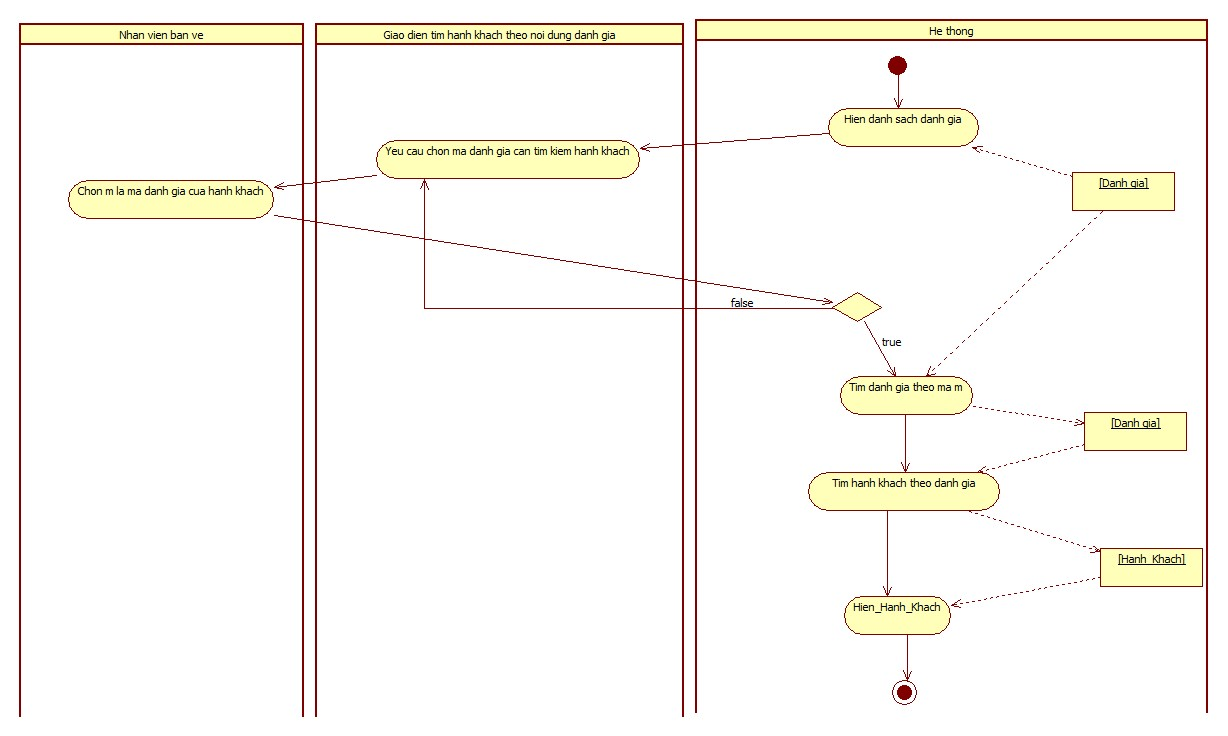 Nhan vien ban ve
Giao dien tim hanh khach theo noi dung danh gia
He thong
Hien danh sach danh gia
Yeu cau chon ma danh gia can tim kiem hanh khach
[Danh gia]
Chon m la ma danh gia cua hanh khach
false
true
Tim danh gia theo ma m
[Danh gia]
Tim hanh khach theo danh gia
[Hanh_Khach]
Hien_Hanh_Khach